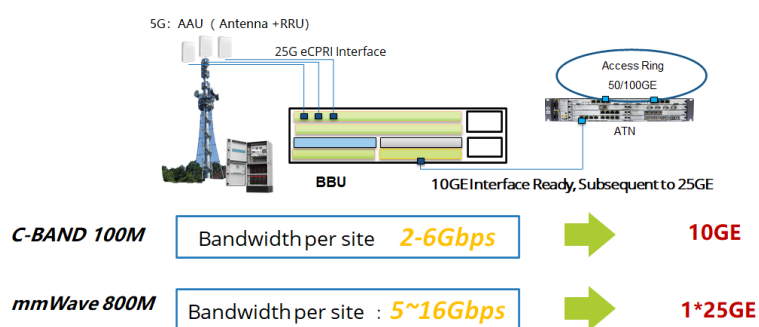 5G: AAU ( Antenna +RRU)
25G eCPRI Interface
Access Ring
50/100GE
ATN
BBU
10GE Interface Ready, Subsequent to 25GE
C-BAND 100M
Bandwidth per site 2-6Gbps
10GE
mmWave 800M
Bandwidth per site : 5~16Gbps
1*25GE